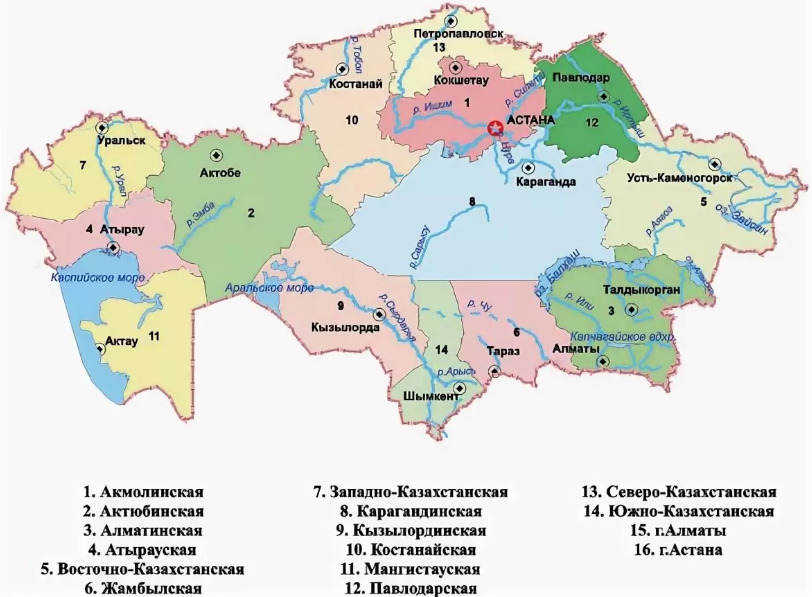 Петропавловск
13
р.Тобол
Костанай
Кокшетау
1
р. Ишим
р. Силети
Павлодар
р.Иртыш
12
10
АСТАНА
р. Нура
Уральск
7
р.Урал
Актобе
2
Караганда
8
Усть-Каменогорск
5
оз. Зайсан
р.Аягоз
4 Атырау
р.Эмба
р.Сарысу
Каспийское море
Аральское море
оз. Балхаш
Талдыкорган
3
р. Или
Капчагайское вдхр.
9
р.Сырдарья
Кызылорда
р. Чу
6
14
Тараз
Алматы
11
Актау
р.Арысь
Шымкент
1. Акмолинская
2. Актюбинская
3. Алматинская
4. Атырауская
5. Восточно-Казахстанская
6. Жамбылская
7. Западно-Казахстанская
8. Карагандинская
9. Кызылординская
10. Костанайская
11. Мангистауская
12. Павлодарская
13. Северо-Казахстанская
14. Южно-Казахстанская
15. г.Алматы
16. г.Астана